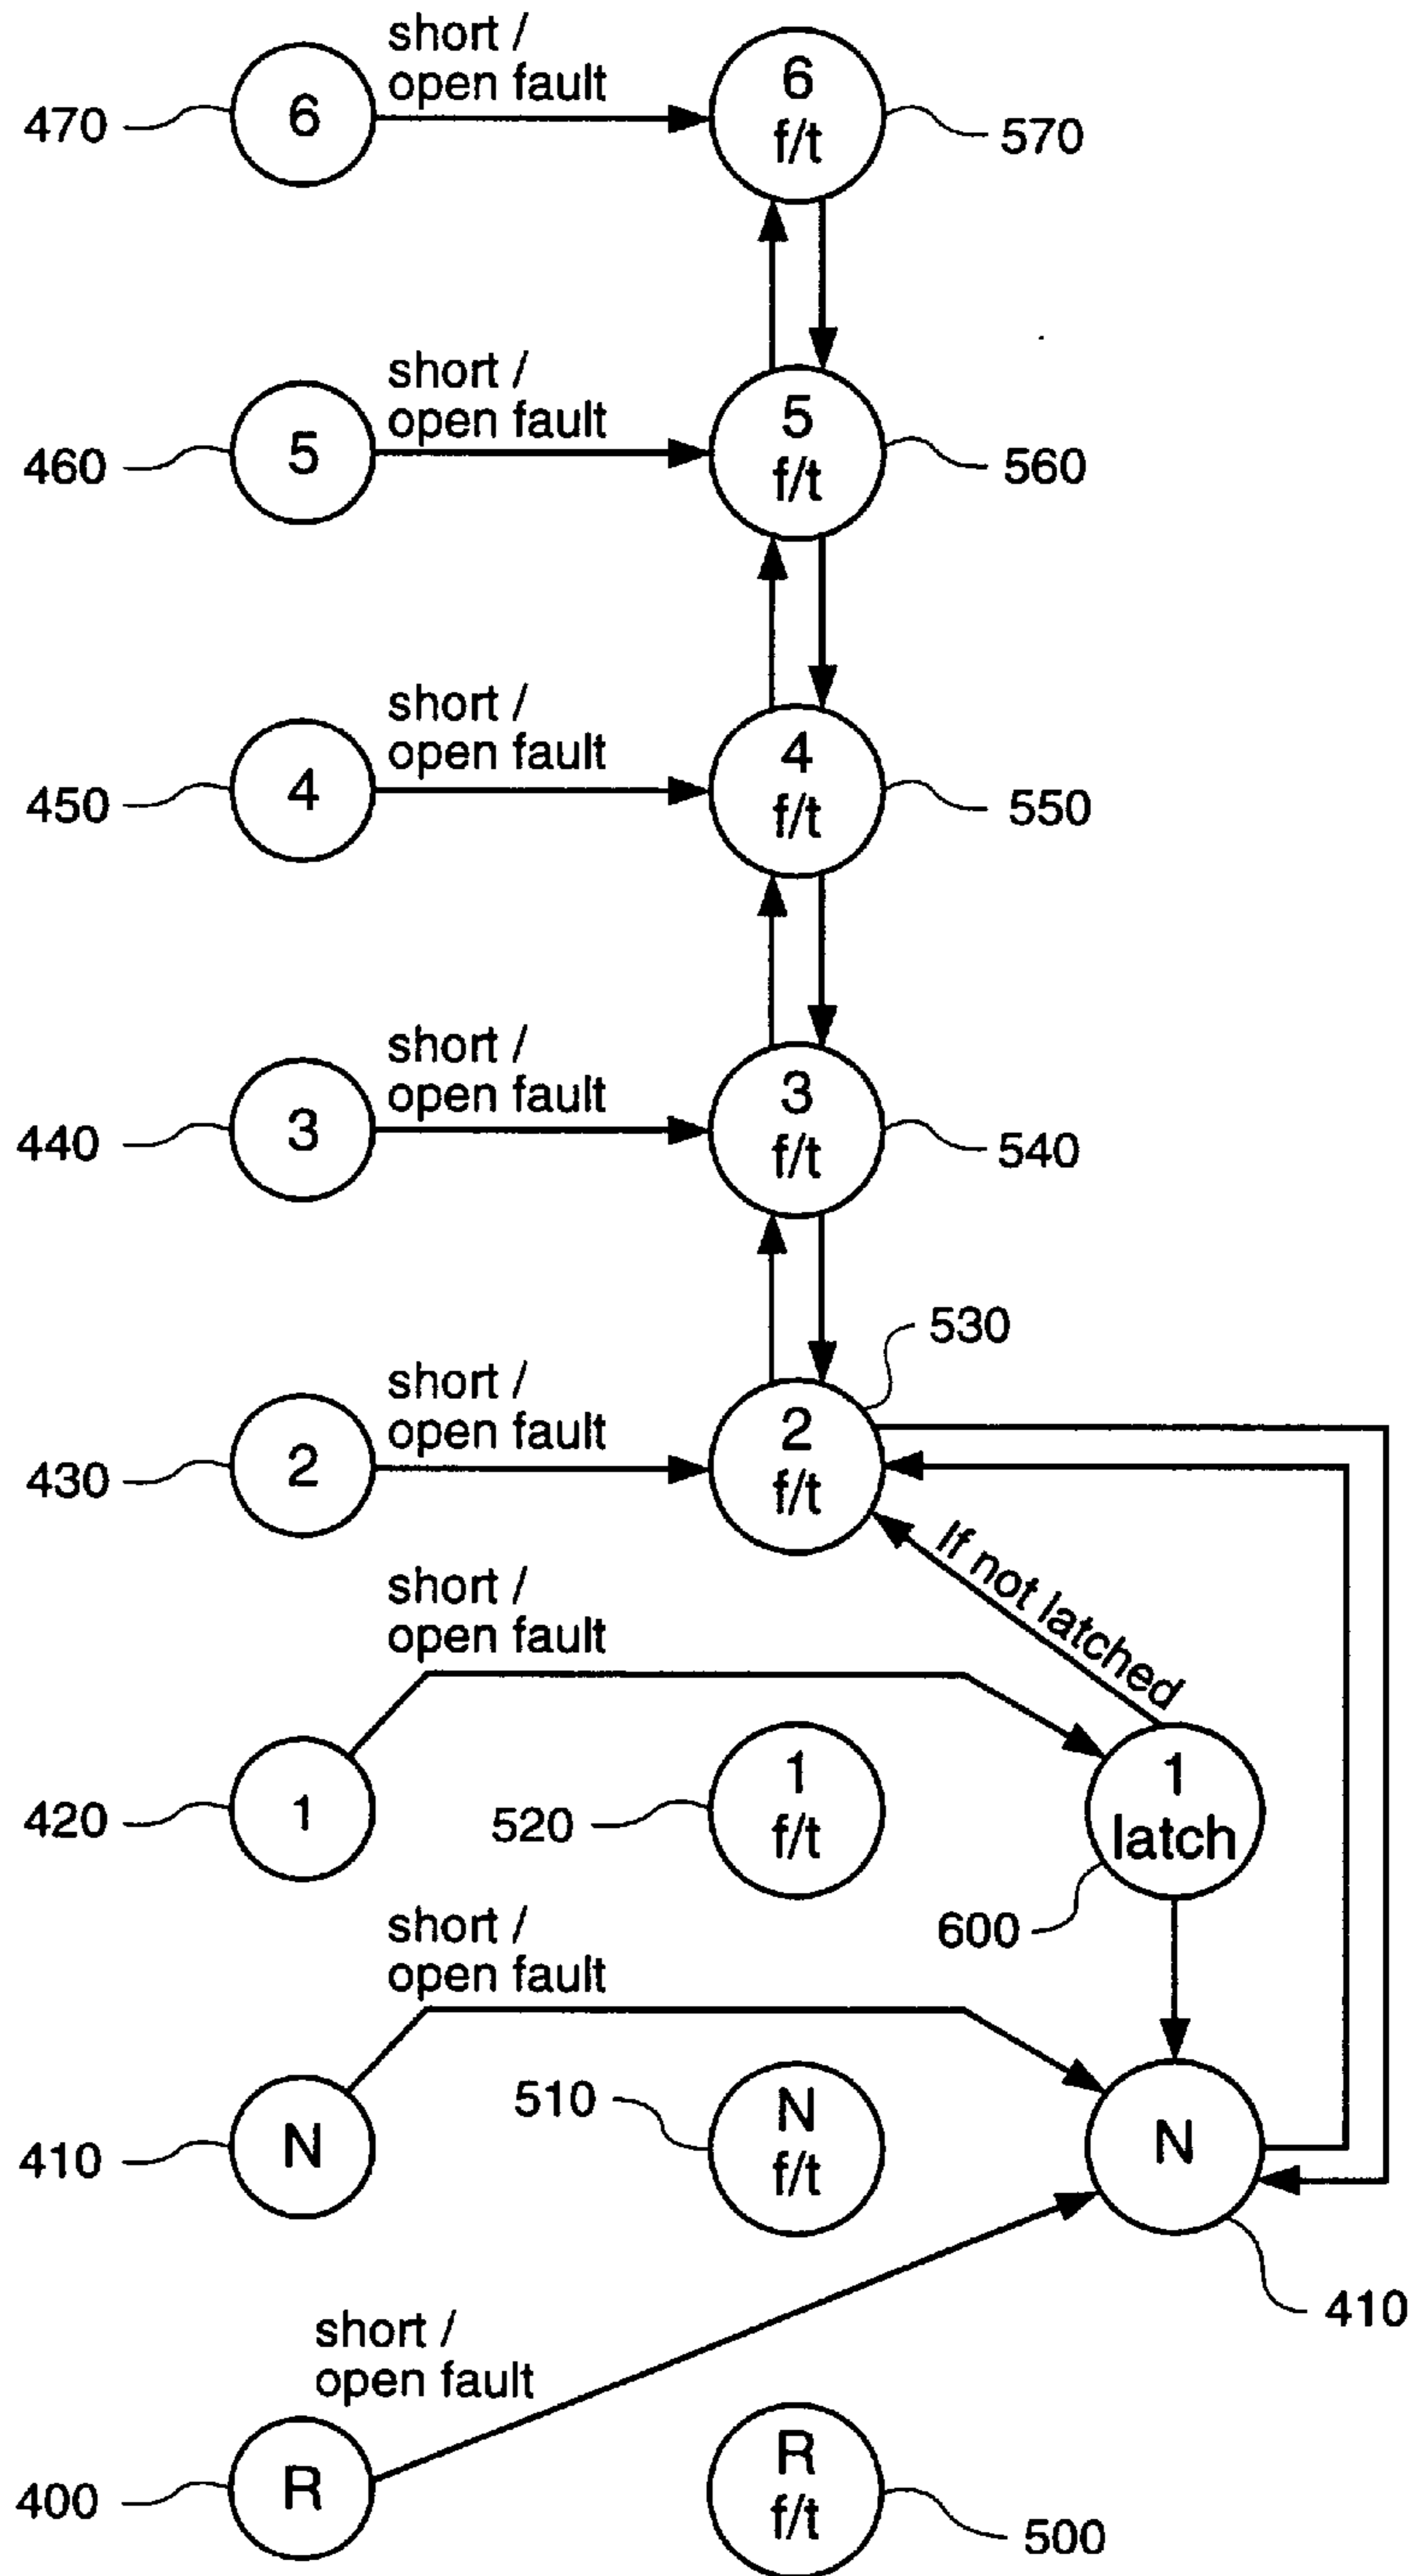 short /
open fault
470
6
6
f/t
570
short /
open fault
460
5
5
f/t
560
short /
open fault
450
4
4
f/t
550
short /
open fault
440
3
3
f/t
540
530
short /
open fault
430
2
2
f/t
If not latched
short /
open fault
420
1
520
1
f/t
1
latch
600
short /
open fault
410
N
510
N
f/t
N
410
short /
open fault
400
R
R
f/t
500